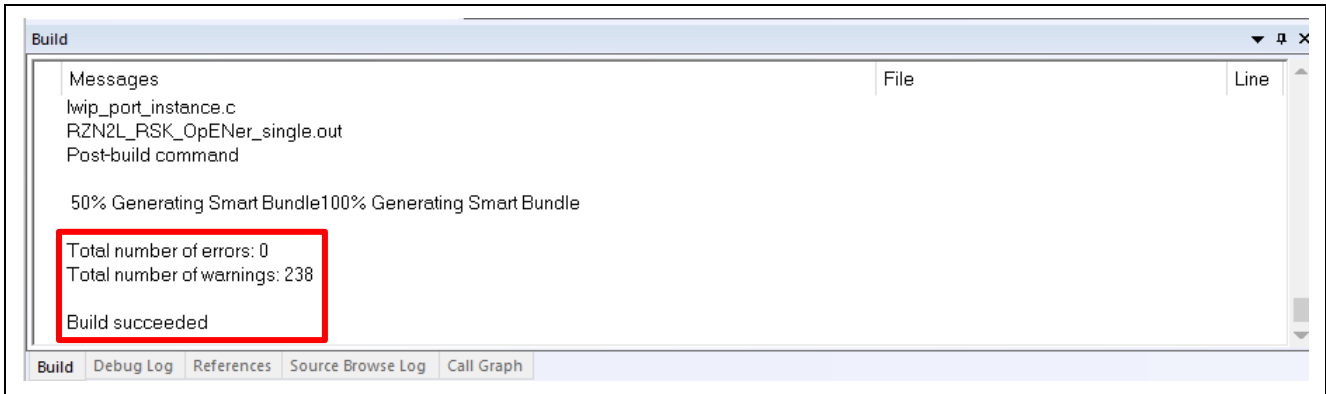 Build
Messages File Line
lwip_port_instance.c
RZN2L_RSK_OpENer_single.out
Post-build command
50% Generating Smart Bundle100% Generating Smart Bundle
Total number of errors: 0
Total number of warnings: 238
Build succeeded
Build Debug Log References Source Browse Log Call Graph